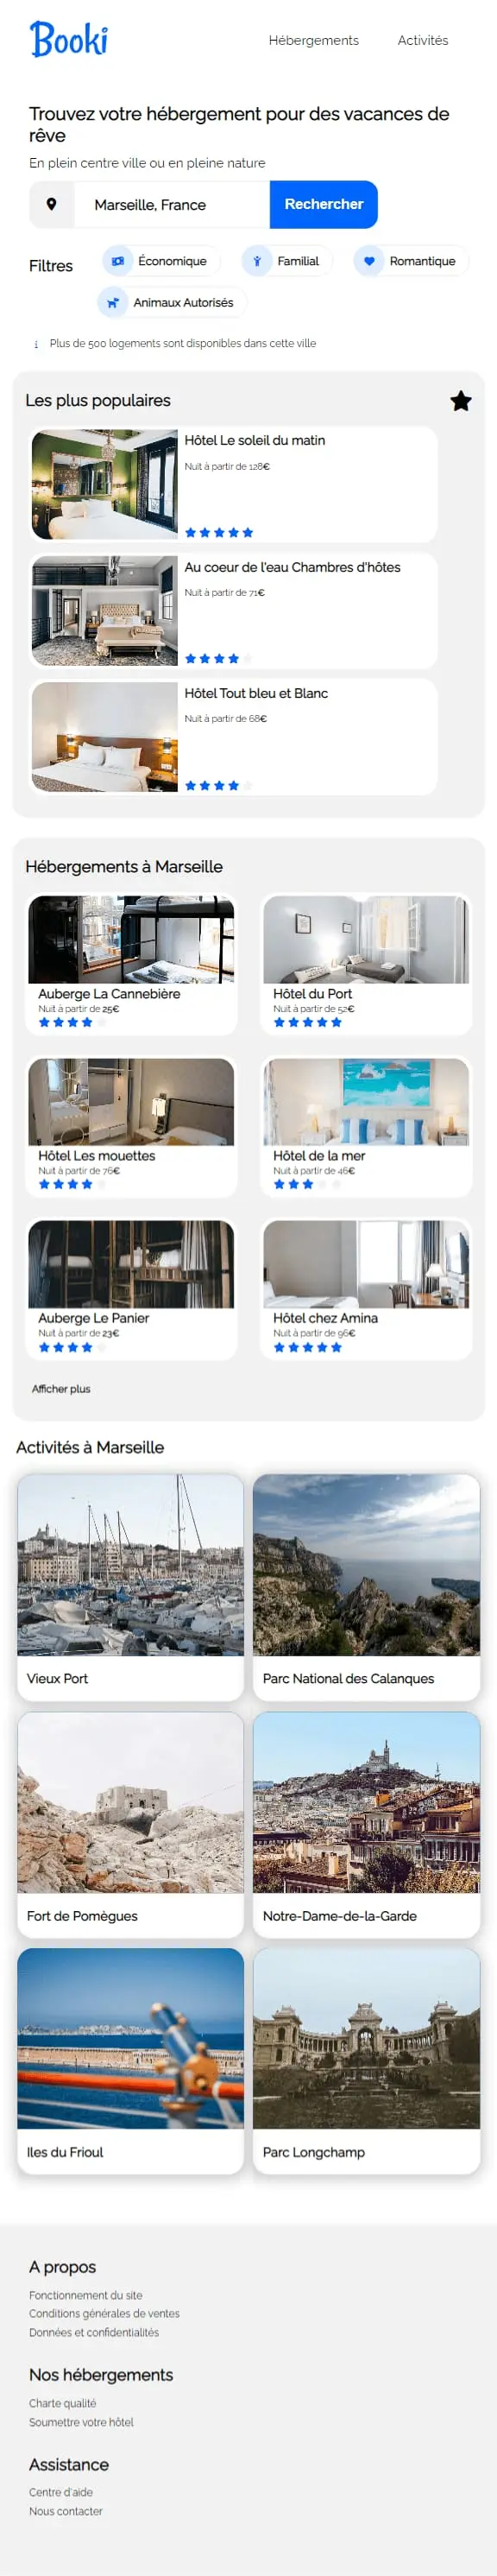 Booki
Hébergements
Activités
Trouvez votre hébergement pour des vacances de
rêve
En plein centre ville ou en pleine nature
Marseille, France
Rechercher
Filtres
Économique
Familial
Romantique
Animaux Autorisés
i Plus de 500 logements sont disponibles dans cette ville
Les plus populaires
Hôtel Le soleil du matin
Nuit à partir de 128€
Au coeur de l'eau Chambres d'hôtes
Nuit à partir de 71€
Hôtel Tout bleu et Blanc
Nuit à partir de 68€
Hébergements à Marseille
Auberge La Cannebière
Nuit à partir de 25€
Hôtel du Port
Nuit à partir de 52€
Hôtel Les mouettes
Nuit à partir de 76€
Hôtel de la mer
Nuit à partir de 46€
Auberge Le Panier
Nuit à partir de 23€
Hôtel chez Amina
Nuit à partir de 96€
Afficher plus
Activités à Marseille
Vieux Port
Parc National des Calanques
Fort de Pomègues
Notre-Dame-de-la-Garde
Iles du Frioul
Parc Longchamp
A propos
Fonctionnement du site
Conditions générales de ventes
Données et confidentialités
Nos hébergements
Charte qualité
Soumettre votre hôtel
Assistance
Centre d'aide
Nous contacter